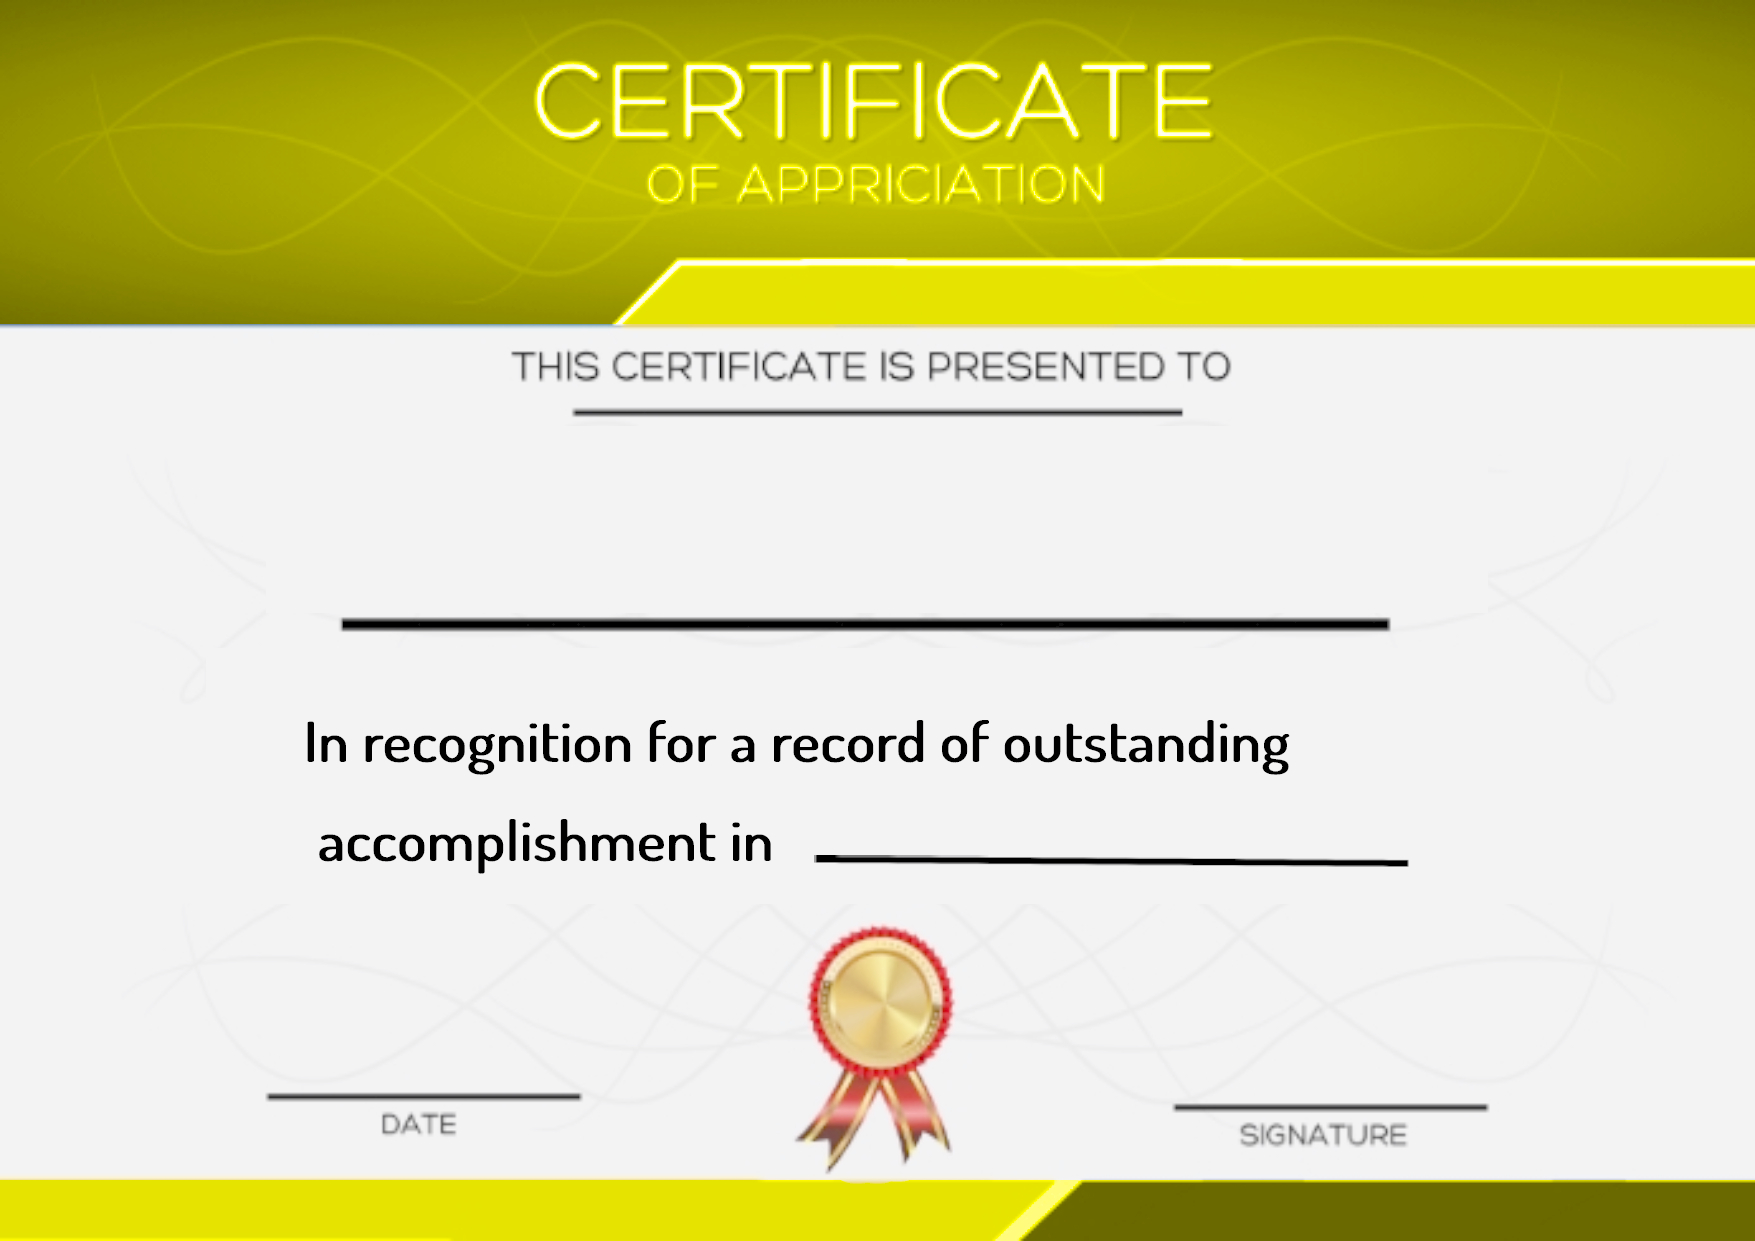 CERTIFICATE
OF APPRICIATION
THIS CERTIFICATE IS PRESENTED TO
In recognition for a record of outstanding
accomplishment in
DATE
SIGNATURE